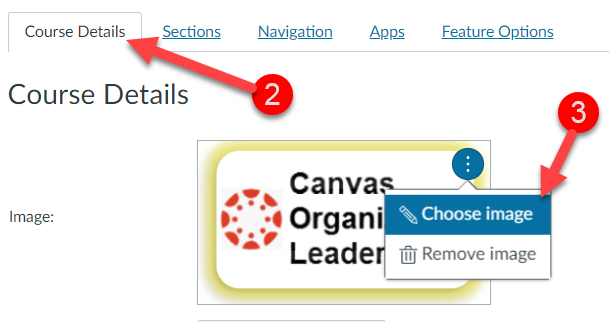 Course Details Sections Navigation Apps Feature Options
2
Course Details
3
Canvas
Choose image
Organi
Image:
Leader
Remove image